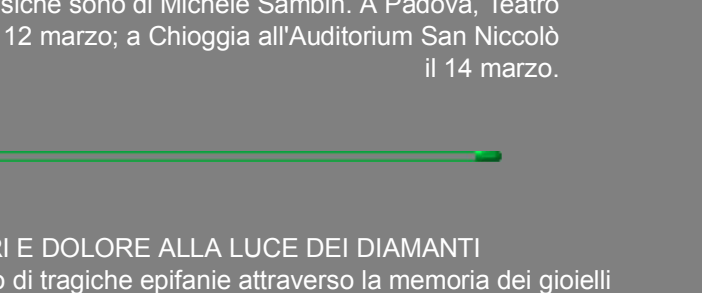 siche sono di Michele Sambin. A Padova, Teatro
12 marzo; a Chioggia all'Auditorium San Niccolò
il 14 marzo.
E DOLORE ALLA LUCE DEI DIAMANTI
di tragiche epifanie attraverso la memoria dei gioielli